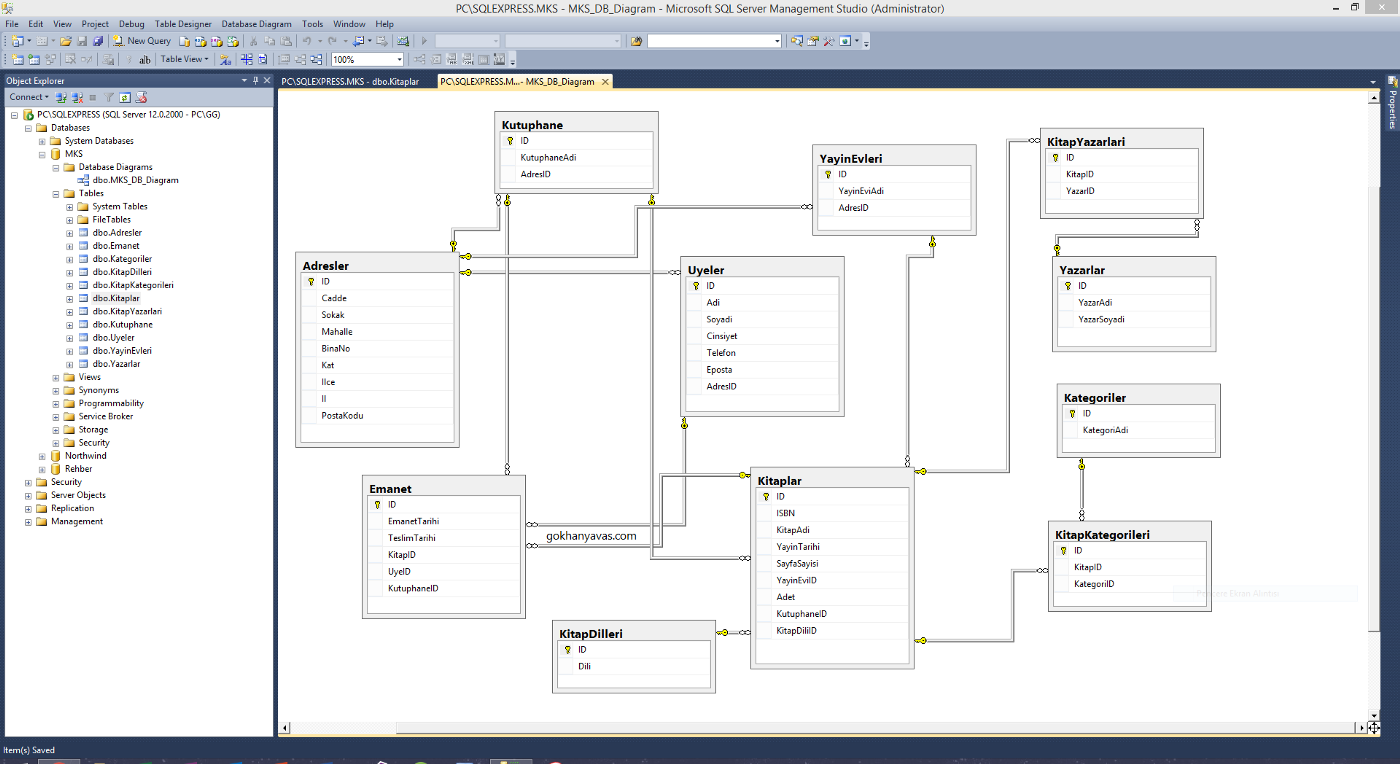 PC\SQLEXPRESS.MKS - MKS_DB_Diagram - Microsoft SQL Server Management Studio (Administrator)
File Edit View Project Debug Table Designer Database Diagram Tools Window Help
New Query
ab Table View 100%
Object Explorer
Connect
PC\SQLEXPRESS (SQL Server 12.0.2000 - PC\GG)
Databases
System Databases
MKS
Database Diagrams
dbo.MKS_DB_Diagram
Tables
System Tables
FileTables
dbo.Adresler
dbo.Emanet
dbo.Kategoriler
dbo.KitapDilleri
dbo.KitapKategorileri
dbo.Kitaplar
dbo.KitapYazarlari
dbo.Kutuphane
dbo.Uyeler
dbo.YayinEvleri
dbo.Yazarlar
Views
Synonyms
Programmability
Service Broker
Storage
Security
Northwind
Rehber
Security
Server Objects
Replication
Management
PC\SQLEXPRESS.MKS - dbo.Kitaplar
PC\SQLEXPRESS.M...- MKS_DB_Diagram
Properties
Kutuphane
ID
KutuphaneAdi
AdresID
YayinEvleri
ID
YayinEviAdi
AdresID
KitapYazarlari
ID
KitapID
YazarID
Adresler
ID
Cadde
Sokak
Mahalle
BinaNo
Kat
Ilce
Il
PostaKodu
Uyeler
ID
Adi
Soyadi
Cinsiyet
Telefon
Eposta
AdresID
Yazarlar
ID
YazarAdi
YazarSoyadi
Kategoriler
ID
KategoriAdi
Emanet
ID
EmanetTarihi
TeslimTarihi
KitapID
UyeID
KutuphaneID
gokhanyavas.com
Kitaplar
ID
ISBN
KitapAdi
YayinTarihi
SayfaSayisi
YayinEviID
Adet
KutuphaneID
KitapDiliID
KitapKategorileri
ID
KitapID
KategoriID
KitapDilleri
ID
Dili
Item(s) Saved